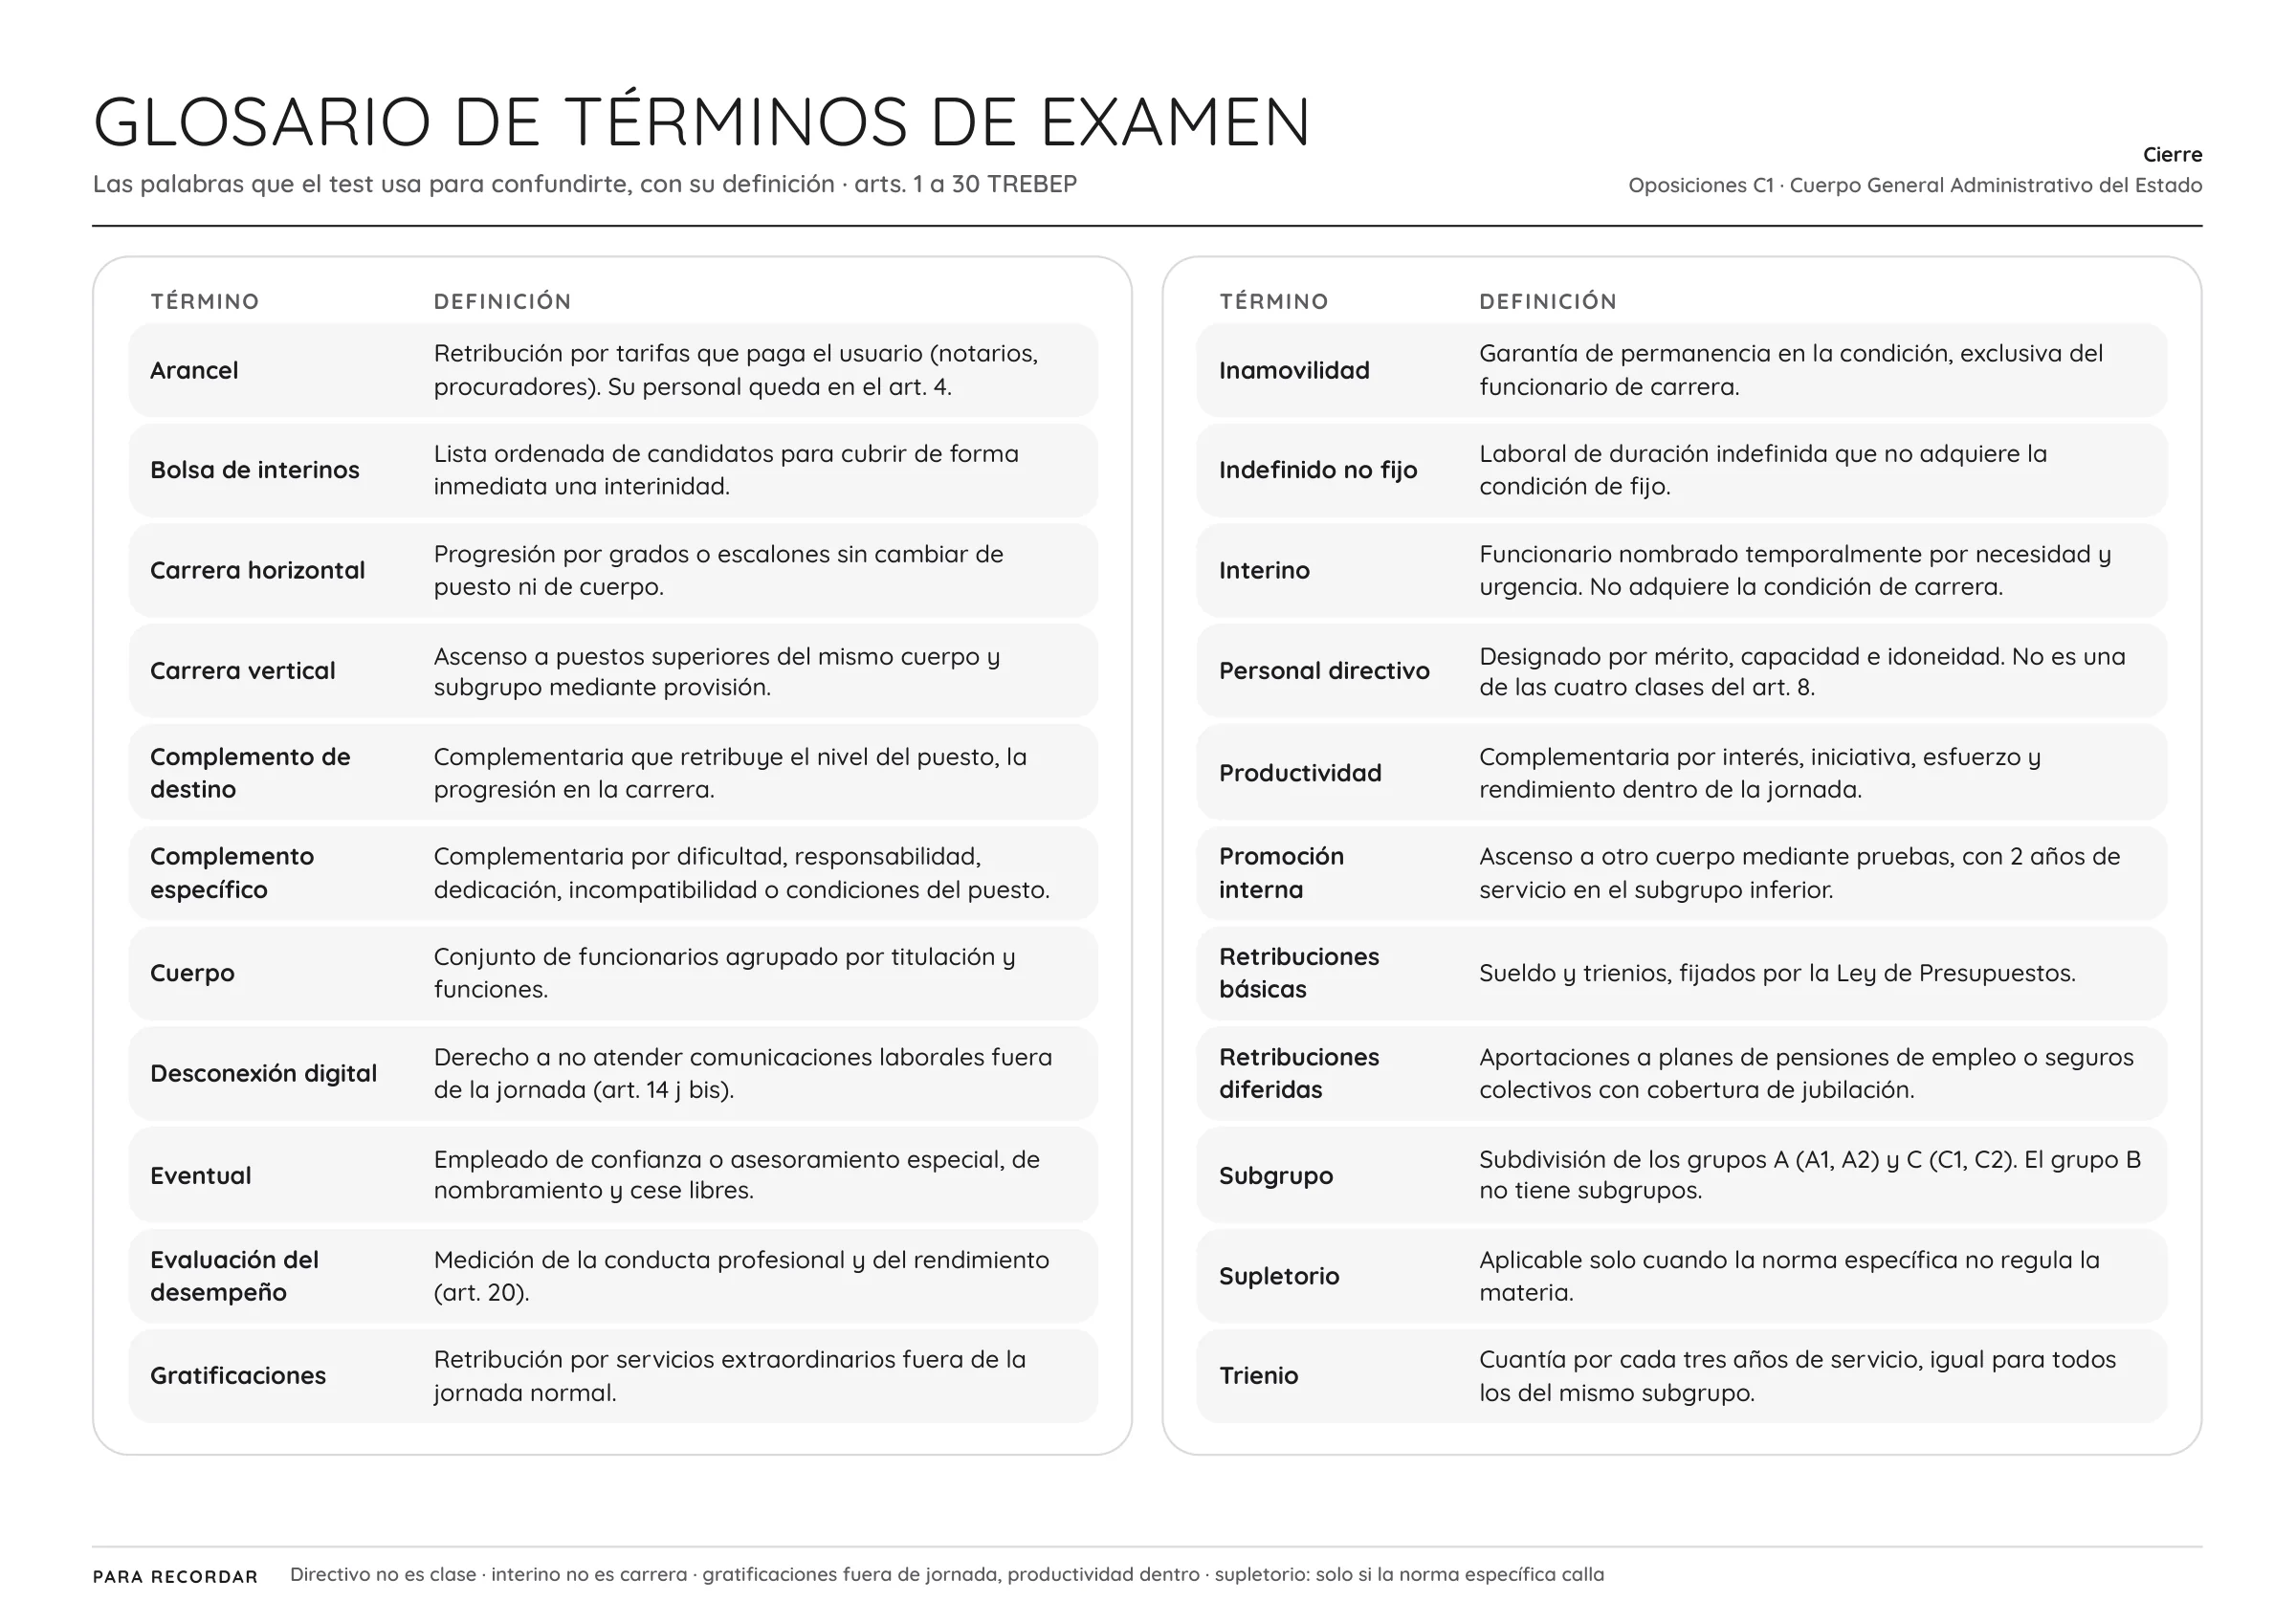 GLOSARIO DE TÉRMINOS DE EXAMEN
Las palabras que el test usa para confundirte, con su definición · arts. 1 a 30 TREBEP
Cierre
Oposiciones C1 · Cuerpo General Administrativo del Estado
TÉRMINO DEFINICIÓN
Arancel
Retribución por tarifas que paga el usuario (notarios,
procuradores). Su personal queda en el art. 4.
Bolsa de interinos
Lista ordenada de candidatos para cubrir de forma
inmediata una interinidad.
Carrera horizontal
Progresión por grados o escalones sin cambiar de
puesto ni de cuerpo.
Carrera vertical
Ascenso a puestos superiores del mismo cuerpo y
subgrupo mediante provisión.
Complemento de
destino
Complementaria que retribuye el nivel del puesto, la
progresión en la carrera.
Complemento
específico
Complementaria por dificultad, responsabilidad,
dedicación, incompatibilidad o condiciones del puesto.
Cuerpo
Conjunto de funcionarios agrupado por titulación y
funciones.
Desconexión digital
Derecho a no atender comunicaciones laborales fuera
de la jornada (art. 14 j bis).
Eventual
Empleado de confianza o asesoramiento especial, de
nombramiento y cese libres.
Evaluación del
desempeño
Medición de la conducta profesional y del rendimiento
(art. 20).
Gratificaciones
Retribución por servicios extraordinarios fuera de la
jornada normal.
TÉRMINO DEFINICIÓN
Inamovilidad
Garantía de permanencia en la condición, exclusiva del
funcionario de carrera.
Indefinido no fijo
Laboral de duración indefinida que no adquiere la
condición de fijo.
Interino
Funcionario nombrado temporalmente por necesidad y
urgencia. No adquiere la condición de carrera.
Personal directivo
Designado por mérito, capacidad e idoneidad. No es una
de las cuatro clases del art. 8.
Productividad
Complementaria por interés, iniciativa, esfuerzo y
rendimiento dentro de la jornada.
Promoción
interna
Ascenso a otro cuerpo mediante pruebas, con 2 años de
servicio en el subgrupo inferior.
Retribuciones
básicas
Sueldo y trienios, fijados por la Ley de Presupuestos.
Retribuciones
diferidas
Aportaciones a planes de pensiones de empleo o seguros
colectivos con cobertura de jubilación.
Subgrupo
Subdivisión de los grupos A (A1, A2) y C (C1, C2). El grupo B
no tiene subgrupos.
Supletorio
Aplicable solo cuando la norma específica no regula la
materia.
Trienio
Cuantía por cada tres años de servicio, igual para todos
los del mismo subgrupo.
PARA RECORDAR Directivo no es clase · interino no es carrera · gratificaciones fuera de jornada, productividad dentro · supletorio: solo si la norma específica calla